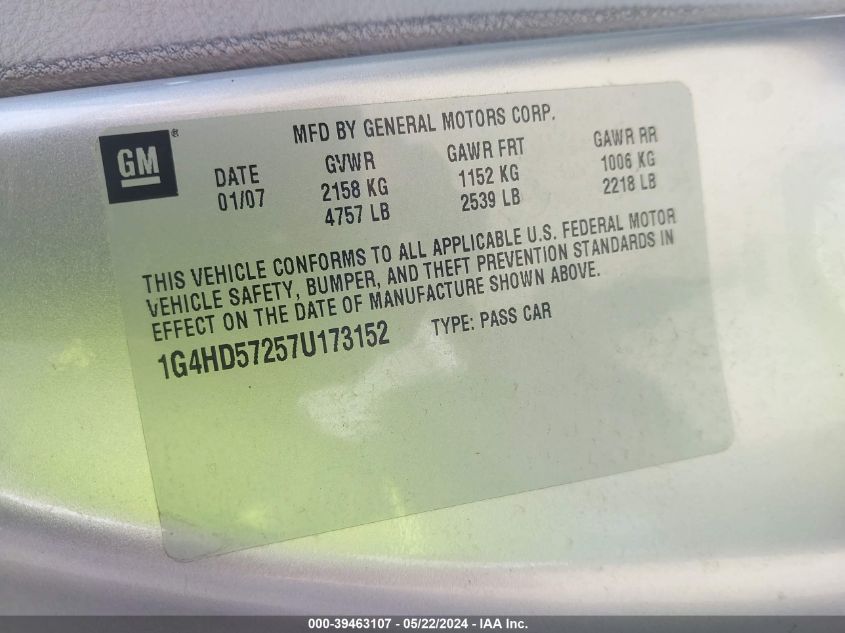 MFD BY GENERAL MOTORS CORP.
GM®
DATE GVWR GAWR FRT GAWR RR
01/07 2158 KG 1152 KG 1006 KG
4757 LB 2539 LB 2218 LB
THIS VEHICLE CONFORMS TO ALL APPLICABLE U.S. FEDERAL MOTOR
VEHICLE SAFETY, BUMPER, AND THEFT PREVENTION STANDARDS IN
EFFECT ON THE DATE OF MANUFACTURE SHOWN ABOVE.
1G4HD57257U173152 TYPE: PASS CAR
000-39463107 - 05/22/2024 - IAA Inc.